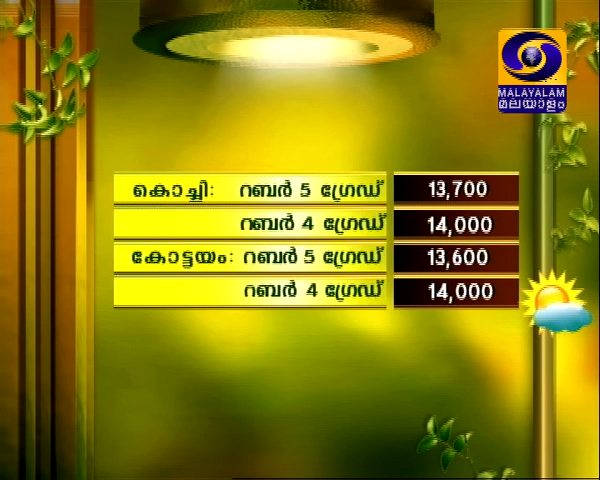 MALAYALAM
മലയാളം
കൊച്ചി: റബർ 5 ഗ്രേഡ് 13,700
റബർ 4 ഗ്രേഡ് 14,000
കോട്ടയം: റബർ 5 ഗ്രേഡ് 13,600
റബർ 4 ഗ്രേഡ് 14,000